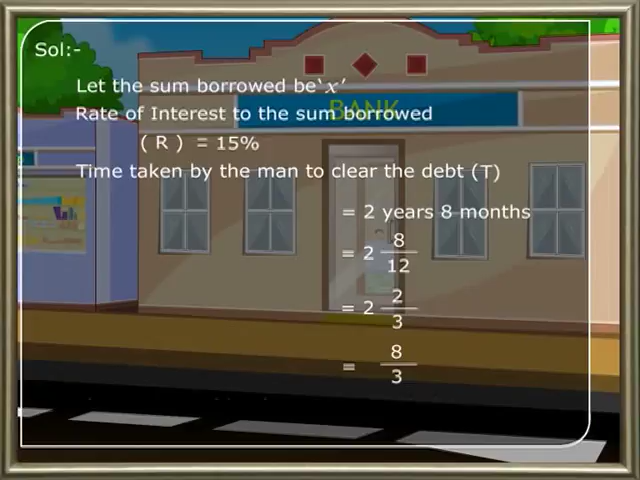 Sol:-
Let the sum borrowed be 'x'
BANK
Rate of Interest to the sum borrowed
( R ) = 15%
Time taken by the man to clear the debt (T)
= 2 years 8 months
= 2 8/12
= 2 2/3
= 8/3